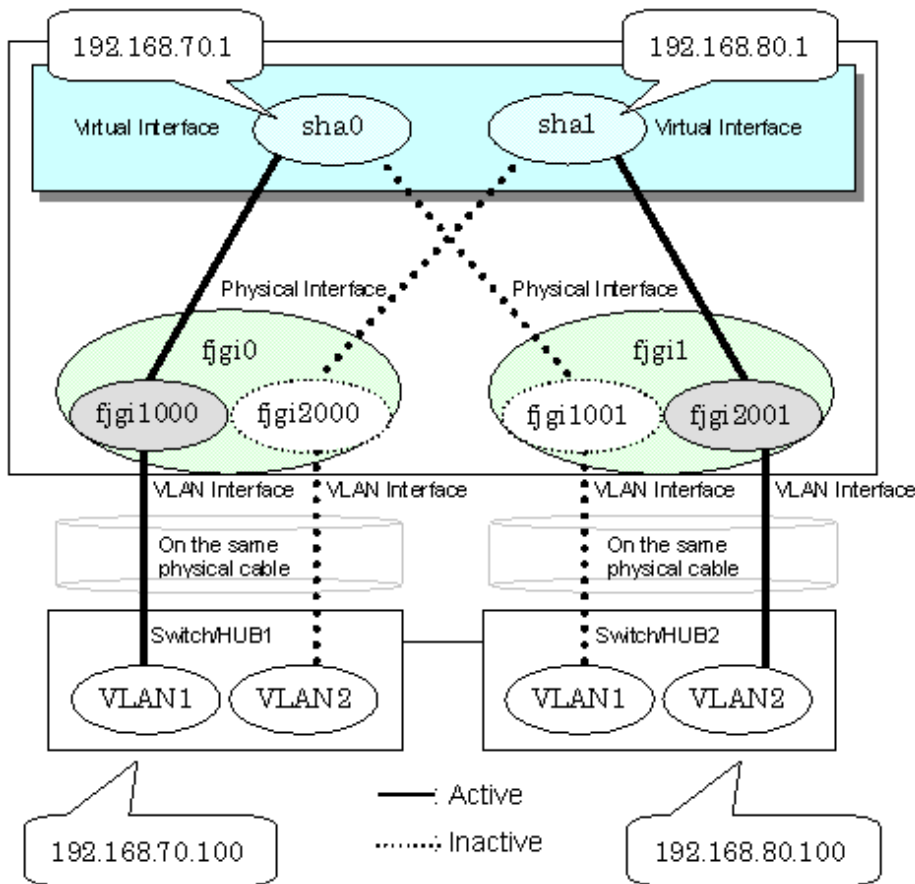 192.168.70.1
192.168.80.1
Virtual Interface
sha0
sha1
Virtual Interface
Physical Interface
Physical Interface
fjgi0
fjgi1
fjgi1000
fjgi2000
fjgi1001
fjgi2001
VLAN Interface
VLAN Interface
VLAN Interface
VLAN Interface
On the same
physical cable
On the same
physical cable
Switch/HUB1
Switch/HUB2
VLAN1
VLAN2
VLAN1
VLAN2
: Active
: Inactive
192.168.70.100
192.168.80.100